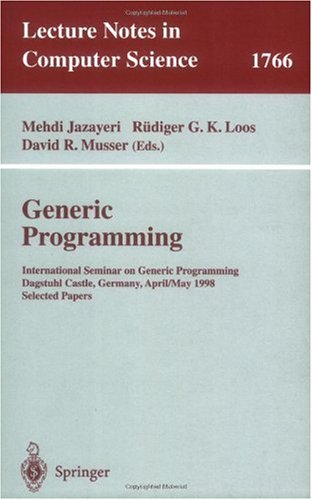 Lecture Notes in
Computer Science 1766
Mehdi Jazayeri Rüdiger G. K. Loos
David R. Musser (Eds.)
Generic
Programming
International Seminar on Generic Programming
Dagstuhl Castle, Germany, April/May 1998
Selected Papers
Springer